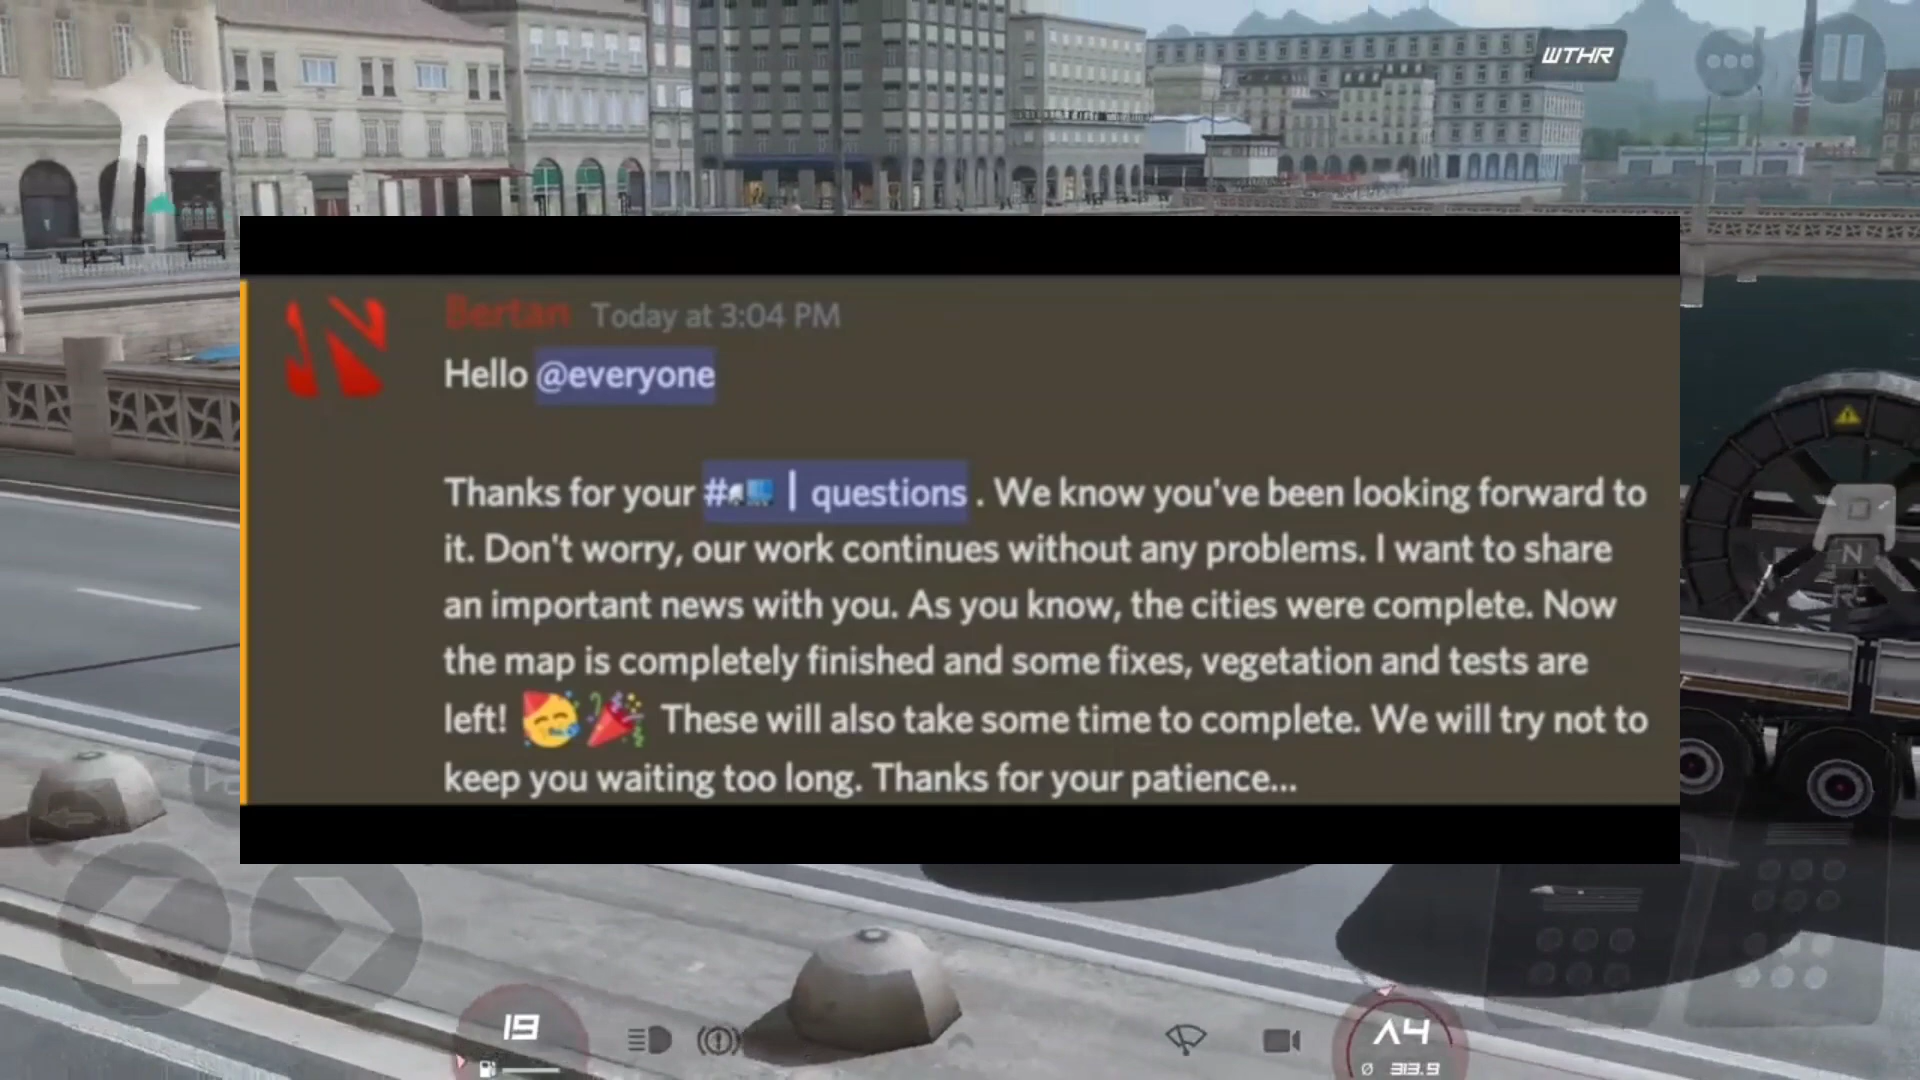 WTHR
Bertan Today at 3:04 PM
Hello @everyone
Thanks for your #🚛 | questions . We know you've been looking forward to
it. Don't worry, our work continues without any problems. I want to share
an important news with you. As you know, the cities were complete. Now
the map is completely finished and some fixes, vegetation and tests are
left! 🥳🎉 These will also take some time to complete. We will try not to
keep you waiting too long. Thanks for your patience...
N
R
19
A4
Ø 313.9